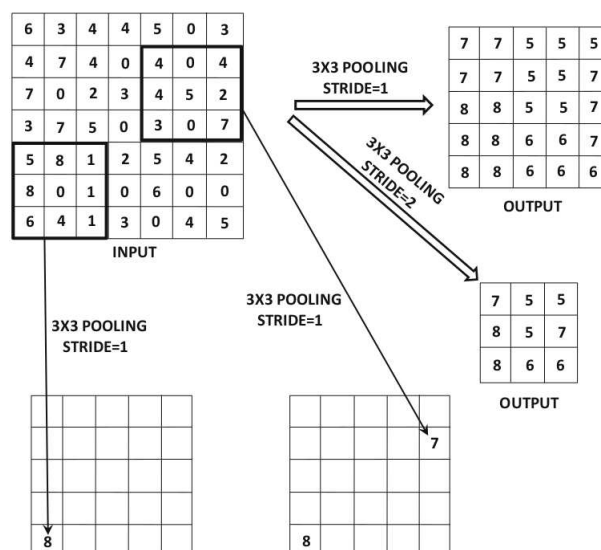 6 3 4 4 5 0 3
4 7 4 0 4 0 4
7 0 2 3 4 5 2
3 7 5 0 3 0 7
5 8 1 2 5 4 2
8 0 1 0 6 0 0
6 4 1 3 0 4 5
INPUT
3X3 POOLING
STRIDE=1
7 7 5 5 5
7 7 5 5 7
8 8 5 5 7
8 8 6 6 7
8 8 6 6 6
OUTPUT
3X3 POOLING
STRIDE=2
7 5 5
8 5 7
8 6 6
OUTPUT
3X3 POOLING
STRIDE=1
8
3X3 POOLING
STRIDE=1
7
8